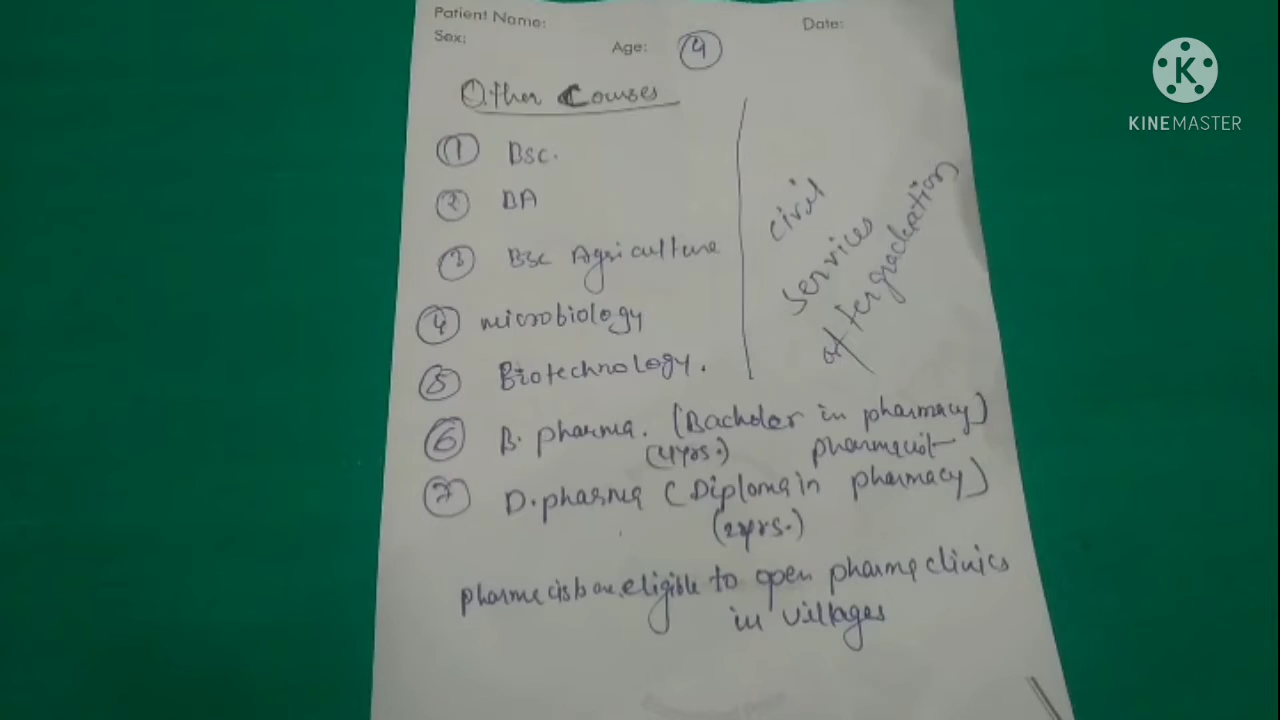 Patient Name:
Date:
Sex:
Age:
4
Other Courses
1 Bsc.
2 BA
3 Bsc Agriculture
4 microbiology
5 Biotechnology.
civil
services
after graduation
6 B. pharma. (Bachelor in pharmacy)
(4yrs.) pharmacist
7 D. pharma (Diploma in pharmacy)
(2yrs.)
pharmacists are eligible to open pharma clinics
in villages
KINEMASTER